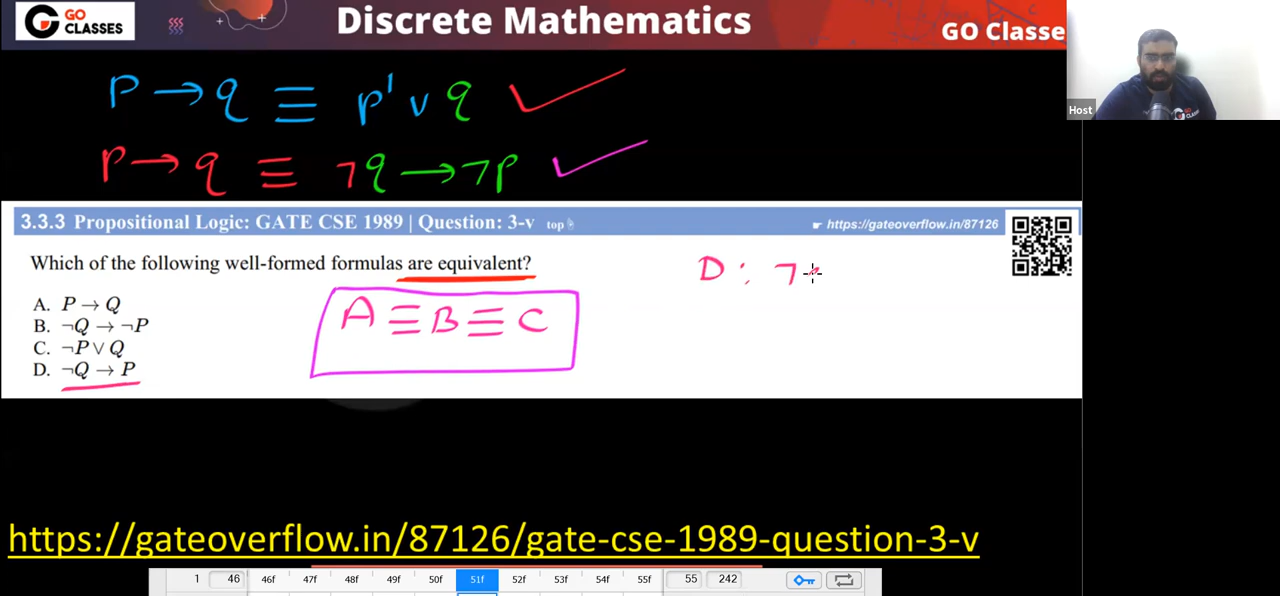 GO CLASSES
Discrete Mathematics
GO Classe
Host
P → q ≡ p' ∨ q
P → q ≡ ¬q → ¬p
3.3.3 Propositional Logic: GATE CSE 1989 | Question: 3-v top
☛ https://gateoverflow.in/87126
Which of the following well-formed formulas are equivalent?
D : ¬
A. P → Q
B. ¬Q → ¬P
C. ¬P ∨ Q
D. ¬Q → P
A ≡ B ≡ C
https://gateoverflow.in/87126/gate-cse-1989-question-3-v
1 46 46f 47f 48f 49f 50f 51f 52f 53f 54f 55f 55 242